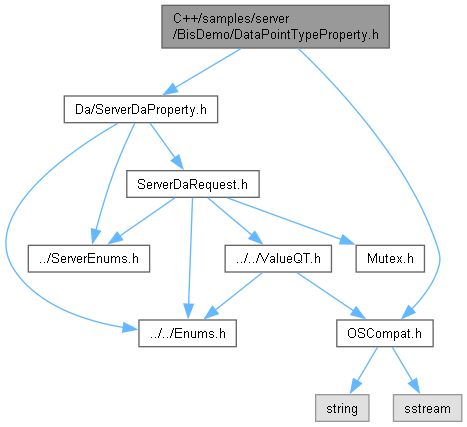 C++/samples/server
/BisDemo/DataPointTypeProperty.h
Da/ServerDaProperty.h
ServerDaRequest.h
../ServerEnums.h
../../ValueQT.h
Mutex.h
../../Enums.h
OSCompat.h
string
sstream